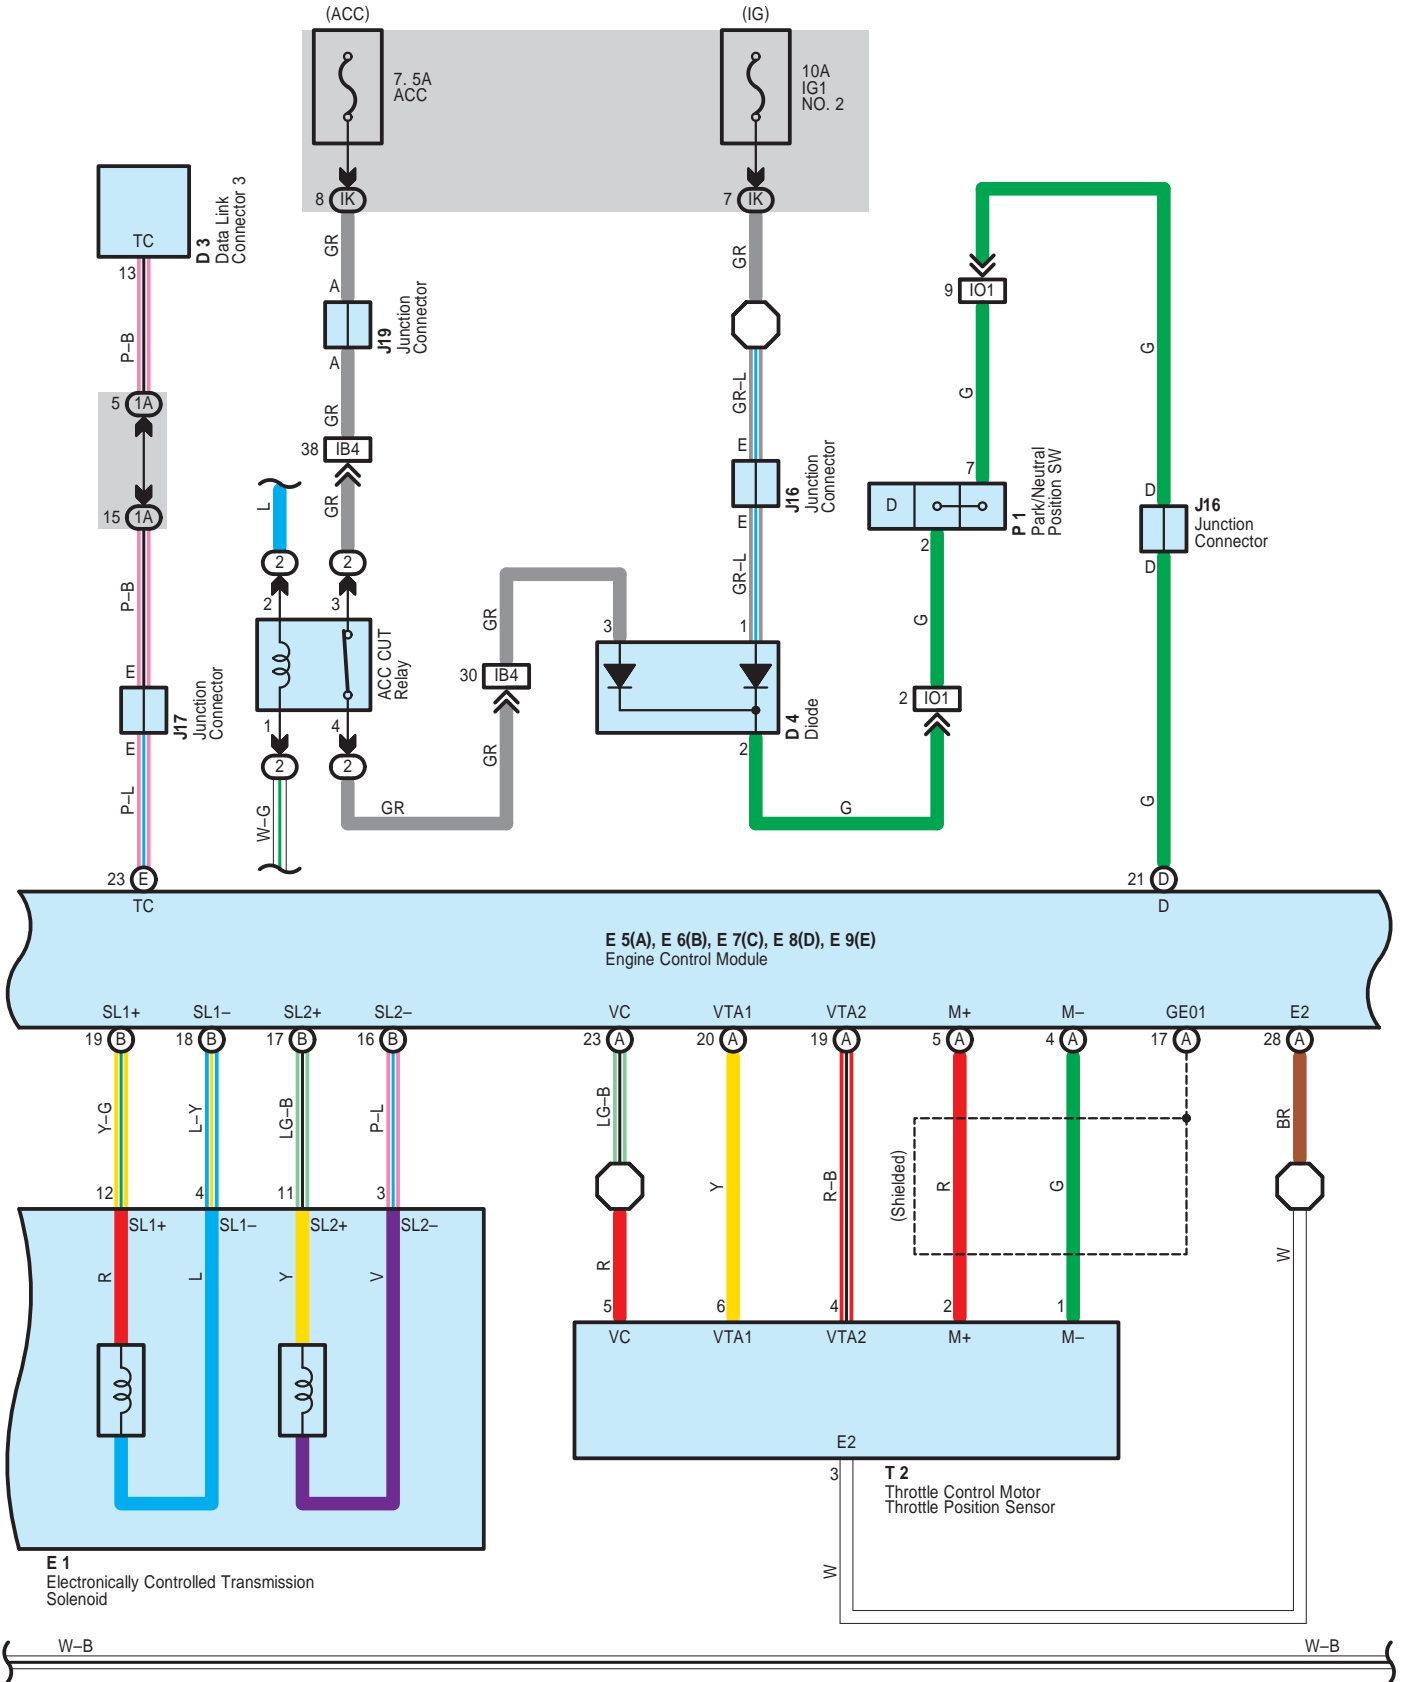 (ACC)
(IG)
7. 5A
ACC
10A
IG1
NO. 2
8
IK
7
IK
TC
D 3
Data Link
Connector 3
13
GR
GR
A
J19
Junction
Connector
A
P–B
GR
GR–L
9
IO1
G
G
5
1A
15
1A
38
IB4
GR
L
E
J16
Junction
Connector
E
7
D
P 1
Park/Neutral
Position SW
2
D
J16
Junction
Connector
D
2
2
P–B
2
3
ACC CUT
Relay
GR
GR–L
G
3
1
E
J17
Junction
Connector
E
30
IB4
2
IO1
1
4
D 4
Diode
2
2
2
GR
P–L
W–G
GR
G
G
23
E
TC
21
D
D
E 5(A), E 6(B), E 7(C), E 8(D), E 9(E)
Engine Control Module
SL1+
SL1–
SL2+
SL2–
VC
VTA1
VTA2
M+
M–
GE01
E2
19
B
18
B
17
B
16
B
23
A
20
A
19
A
5
A
4
A
17
A
28
A
Y–G
L–Y
LG–B
P–L
LG–B
BR
Y
R–B
(Shielded)
R
G
12
4
11
3
SL1+
SL1–
SL2+
SL2–
R
L
Y
V
R
W
5
6
4
2
1
VC
VTA1
VTA2
M+
M–
E2
3
T 2
Throttle Control Motor
Throttle Position Sensor
E 1
Electronically Controlled Transmission
Solenoid
W
W–B
W–B